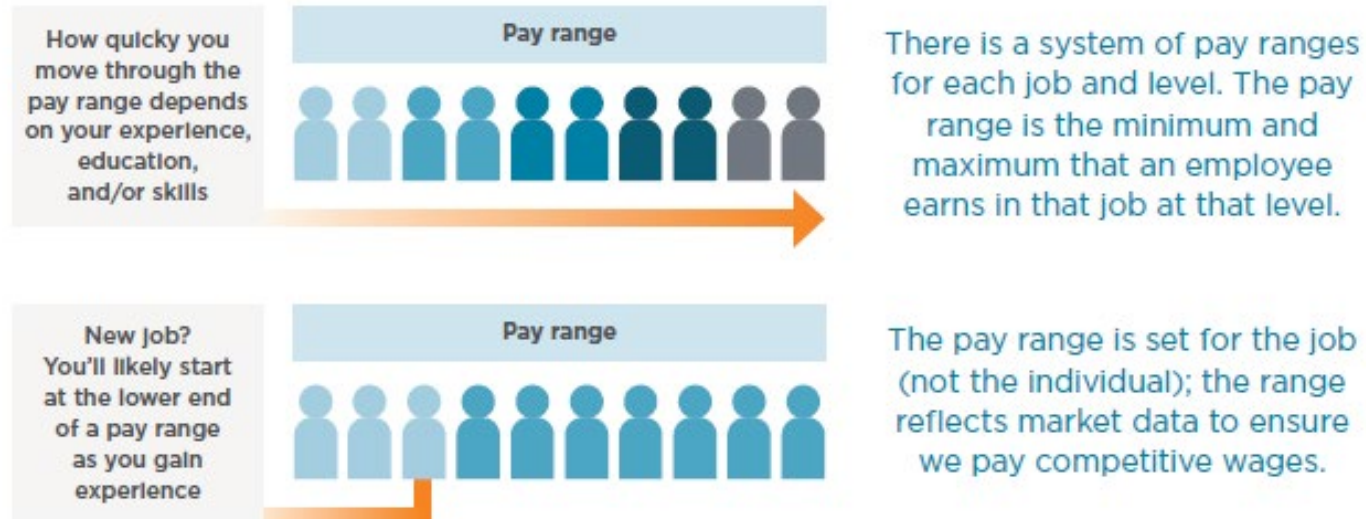 How quicky you
move through the
pay range depends
on your experience,
education,
and/or skills
Pay range
There is a system of pay ranges
for each job and level. The pay
range is the minimum and
maximum that an employee
earns in that job at that level.
New job?
You'll likely start
at the lower end
of a pay range
as you gain
experience
Pay range
The pay range is set for the job
(not the individual); the range
reflects market data to ensure
we pay competitive wages.